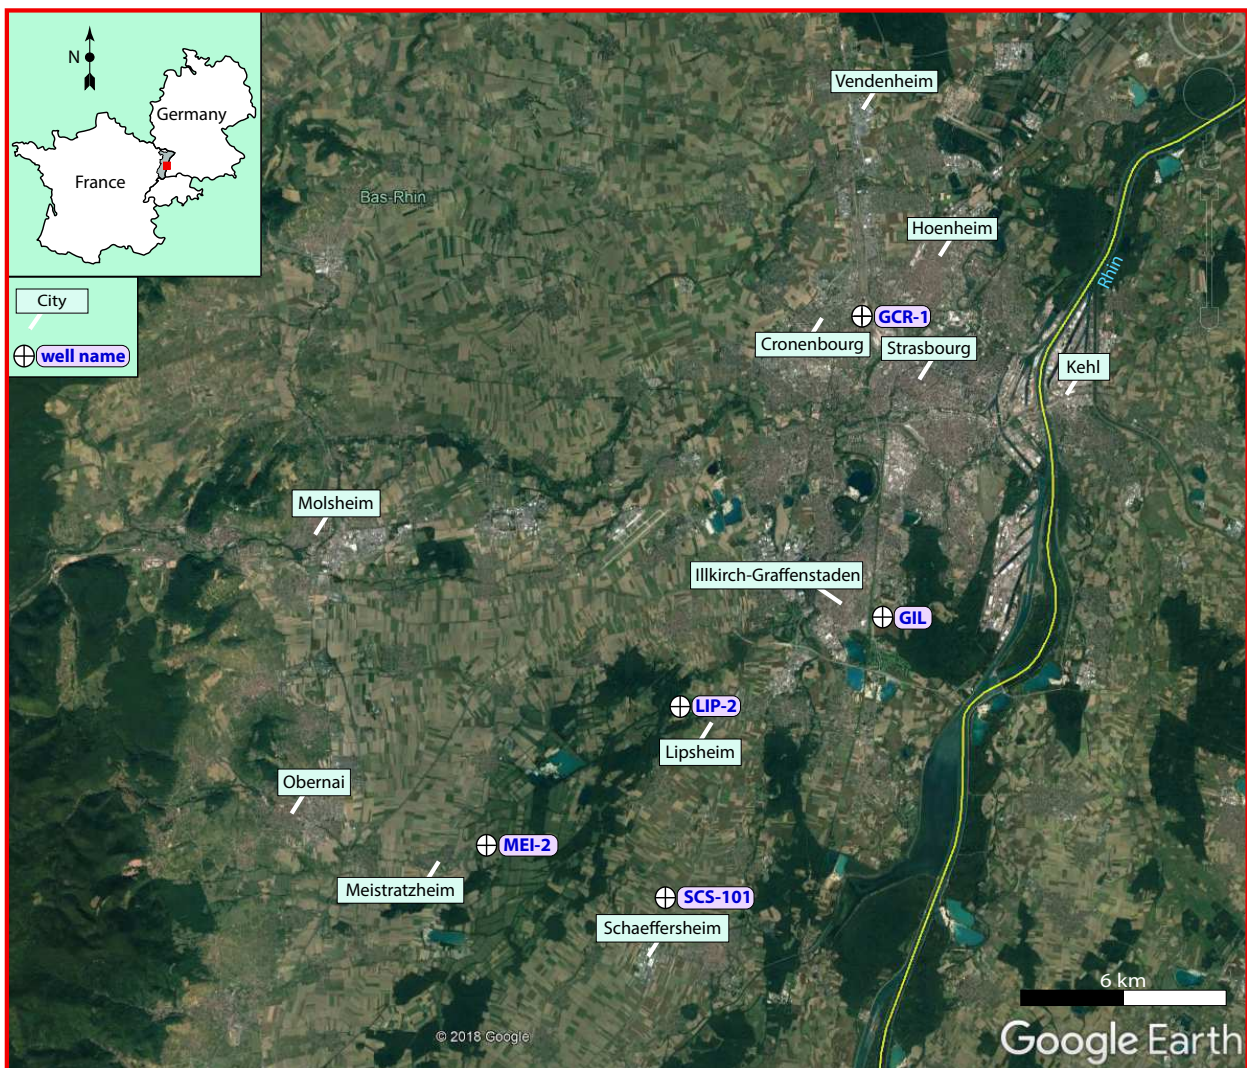 N
Germany
France
City
well name
Vendenheim
Bas-Rhin
Hoenheim
Rhin
GCR-1
Cronenbourg
Strasbourg
Kehl
Molsheim
Illkirch-Graffenstaden
GIL
LIP-2
Lipsheim
Obernai
MEI-2
Meistratzheim
SCS-101
Schaeffersheim
6 km
© 2018 Google
Google Earth